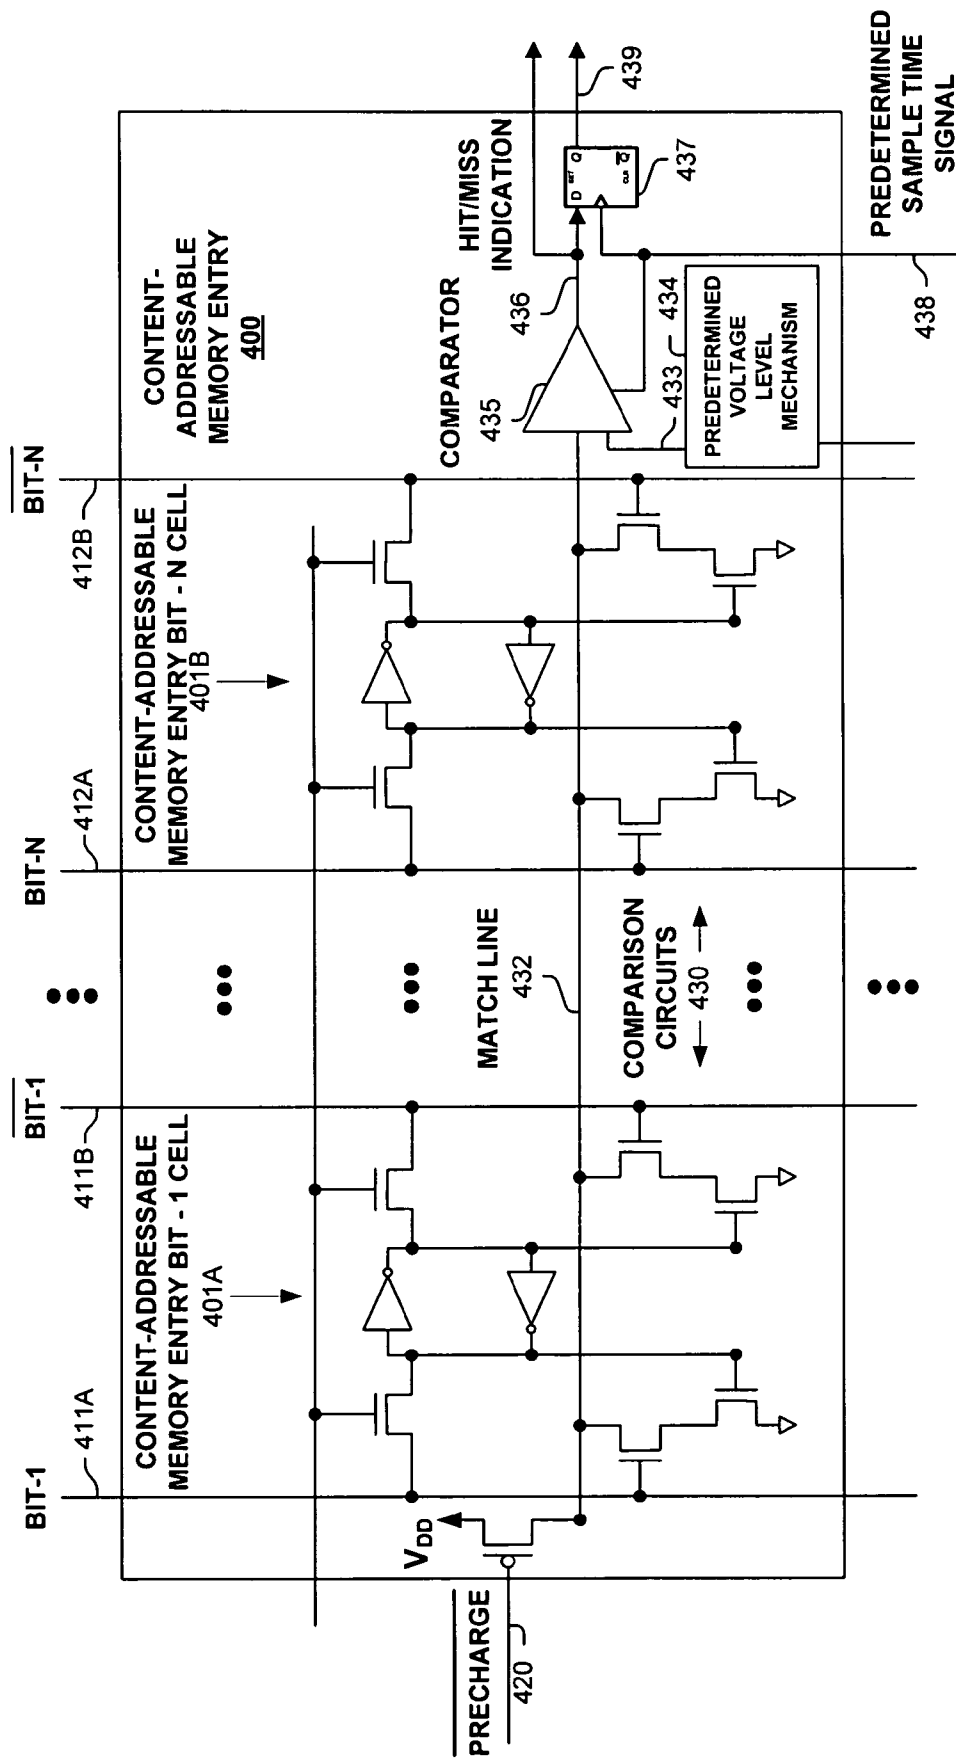 BIT-1
411A
BIT-1
411B
BIT-N
412A
BIT-N
412B
CONTENT-ADDRESSABLE
MEMORY ENTRY BIT - 1 CELL
401A
CONTENT-ADDRESSABLE
MEMORY ENTRY BIT - N CELL
401B
CONTENT-
ADDRESSABLE
MEMORY ENTRY
400
VDD
PRECHARGE
420
MATCH LINE
432
COMPARISON
CIRCUITS
430
COMPARATOR
435
436
HIT/MISS
INDICATION
D
SET
Q
CLR
Q
437
439
433
434
PREDETERMINED
VOLTAGE
LEVEL
MECHANISM
438
PREDETERMINED
SAMPLE TIME
SIGNAL